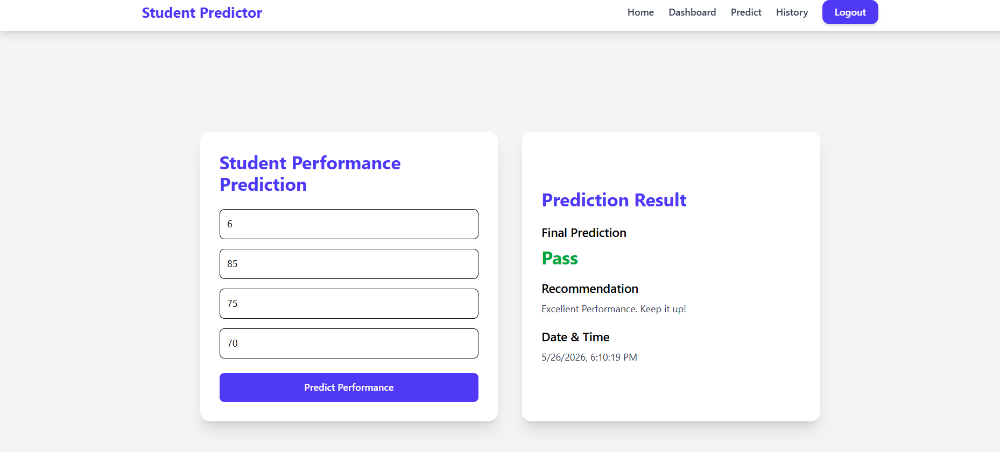 Student Predictor
Home
Dashboard
Predict
History
Logout
Student Performance
Prediction
6
85
75
70
Predict Performance
Prediction Result
Final Prediction
Pass
Recommendation
Excellent Performance. Keep it up!
Date & Time
5/26/2026, 6:10:19 PM